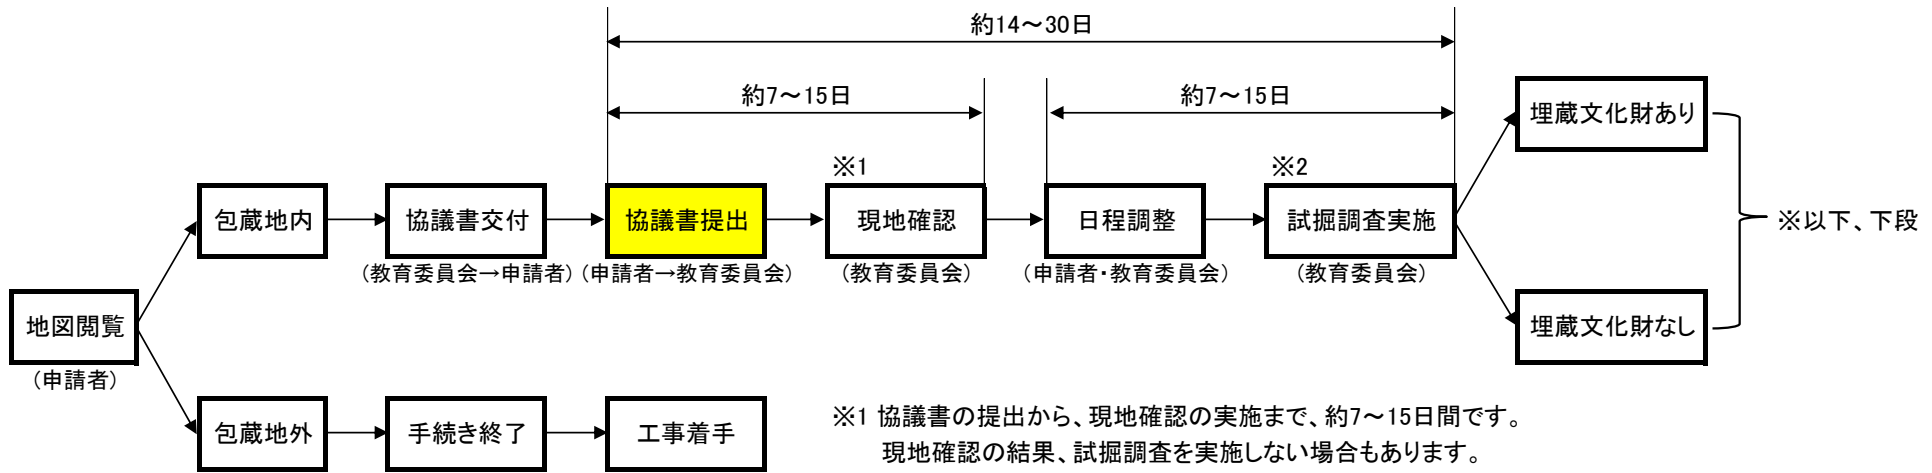 約14～30日
約7～15日
約7～15日
埋蔵文化財あり
※1
※2
包蔵地内
協議書交付
協議書提出
現地確認
日程調整
試掘調査実施
※以下、下段
(教育委員会→申請者)
(申請者→教育委員会)
(教育委員会)
(申請者・教育委員会)
(教育委員会)
地図閲覧
埋蔵文化財なし
(申請者)
包蔵地外
手続き終了
工事着手
※1 協議書の提出から、現地確認の実施まで、約7～15日間です。
現地確認の結果、試掘調査を実施しない場合もあります。